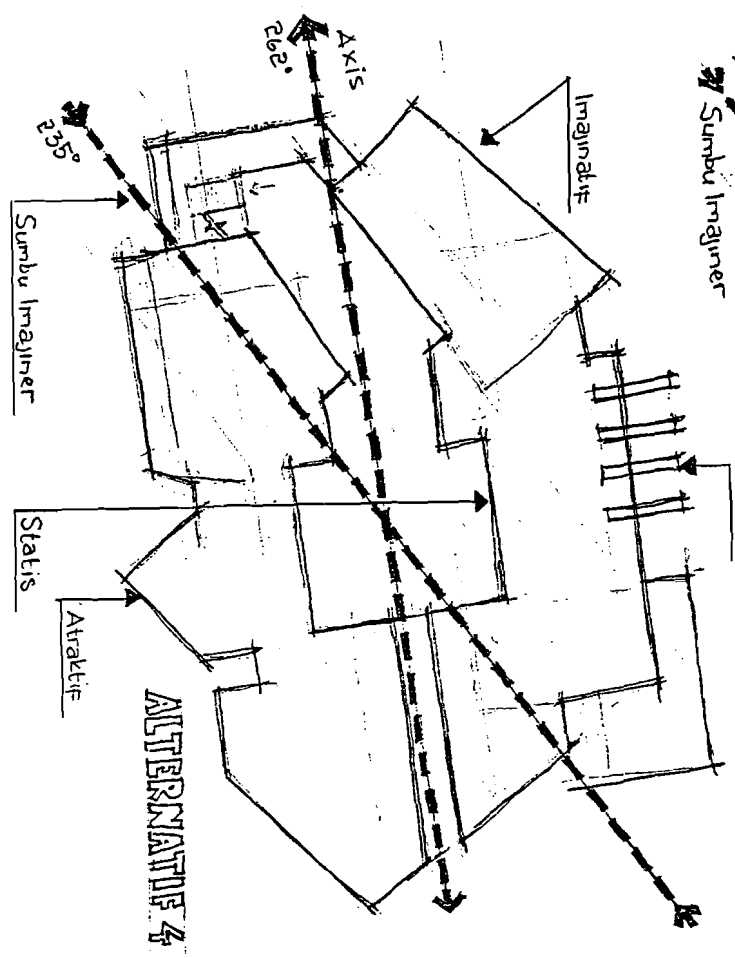 Sumbu Imajiner
Imajinatif
Axis
262°
235°
Sumbu Imajiner
Statis
Atraktif
ALTERNATIF 4